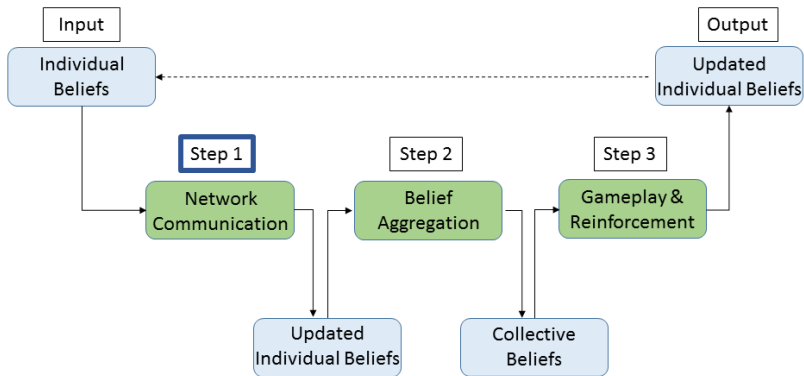 Input
Output
Individual
Beliefs
Updated
Individual Beliefs
Step 1
Step 2
Step 3
Network
Communication
Belief
Aggregation
Gameplay &
Reinforcement
Updated
Individual Beliefs
Collective
Beliefs